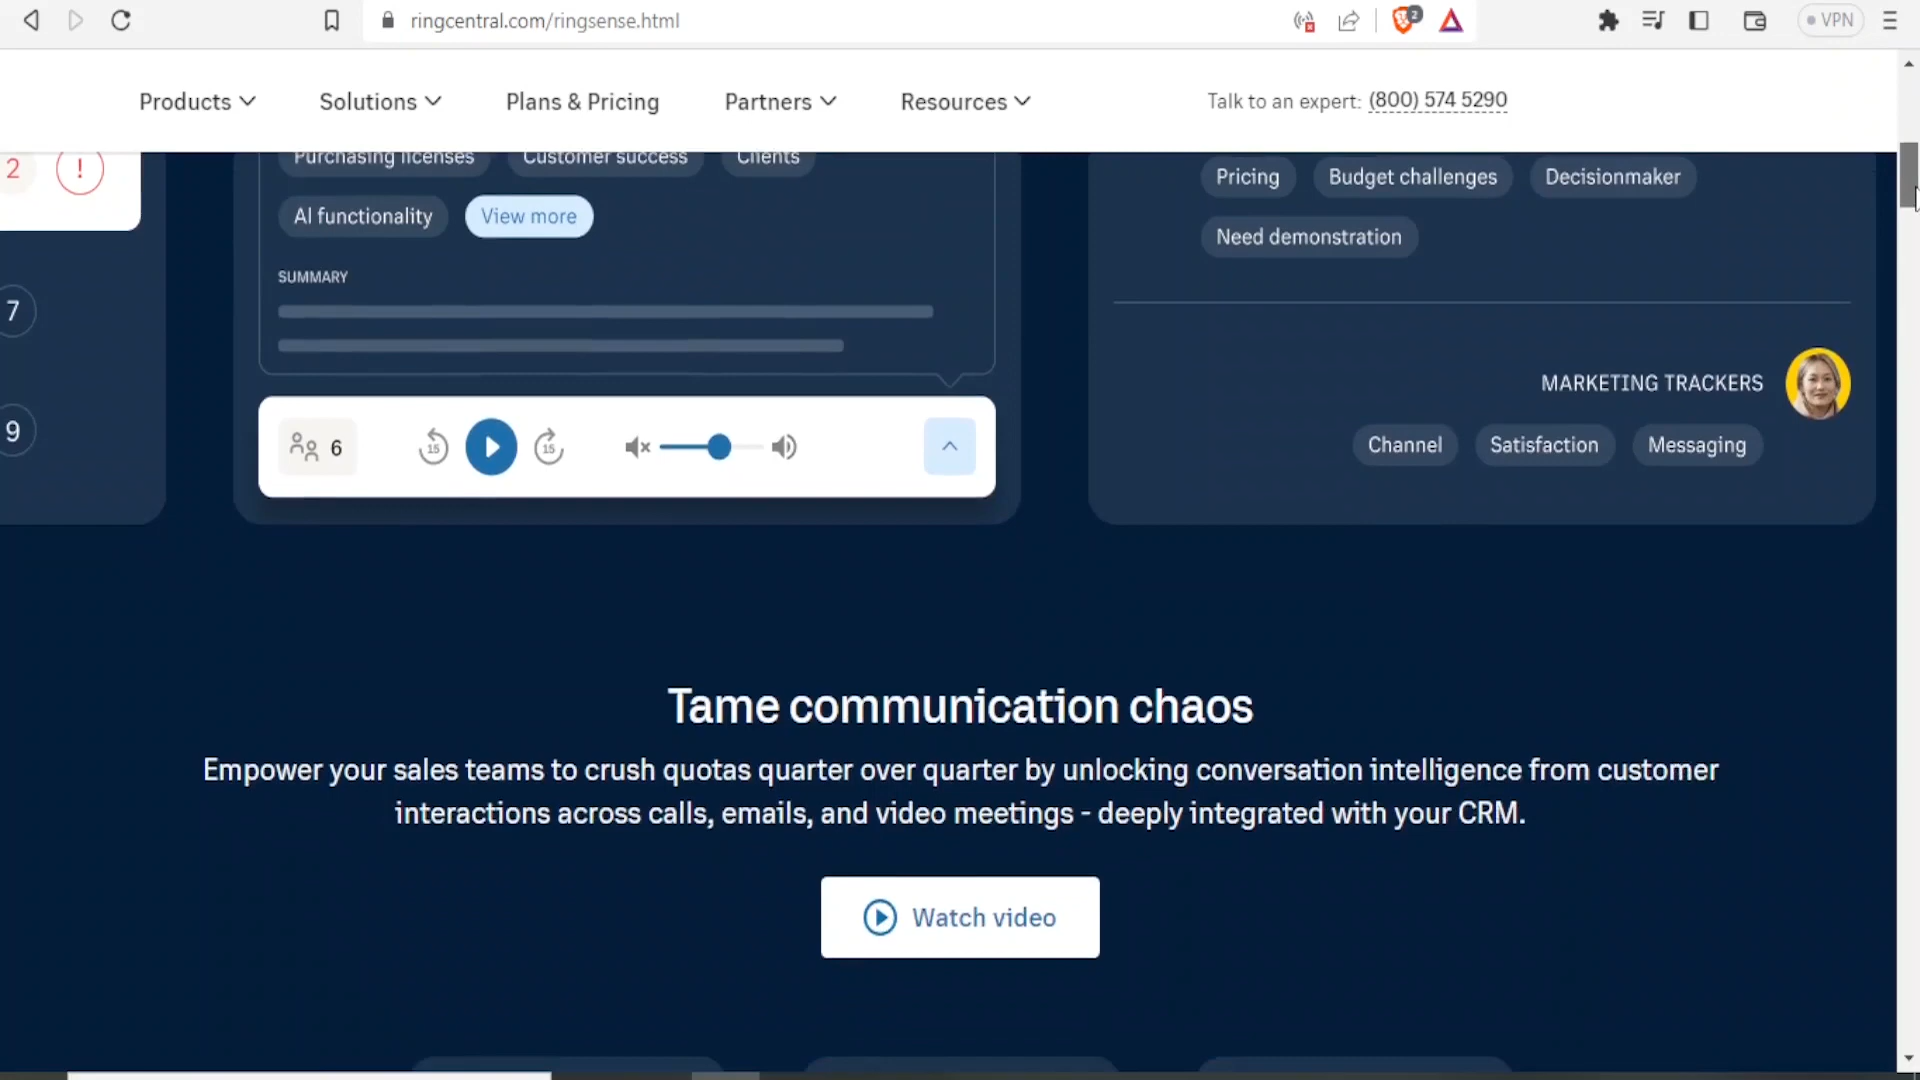 ringcentral.com/ringsense.html
2
VPN
Products
Solutions
Plans & Pricing
Partners
Resources
Talk to an expert: (800) 574 5290
2
!
7
9
Purchasing licenses
Customer success
Clients
AI functionality
View more
SUMMARY
6
15
15
Pricing
Budget challenges
Decisionmaker
Need demonstration
MARKETING TRACKERS
Channel
Satisfaction
Messaging
Tame communication chaos
Empower your sales teams to crush quotas quarter over quarter by unlocking conversation intelligence from customer
interactions across calls, emails, and video meetings - deeply integrated with your CRM.
Watch video